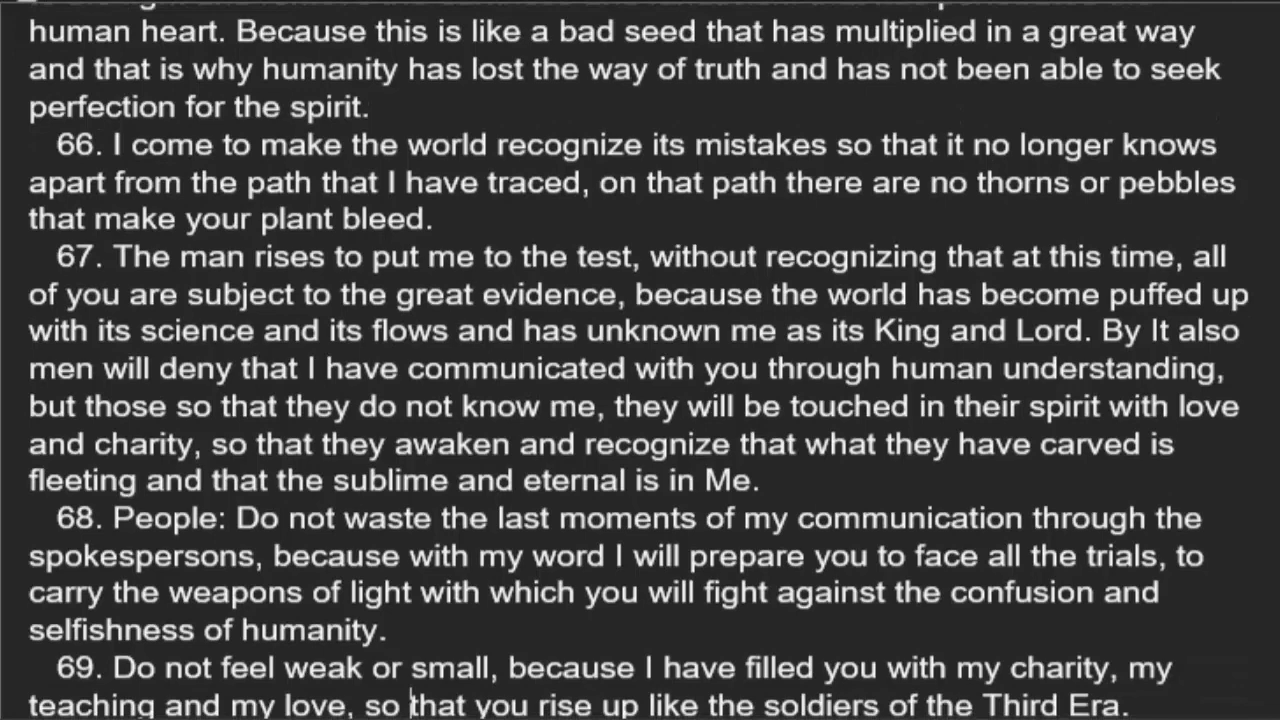 human heart. Because this is like a bad seed that has multiplied in a great way
and that is why humanity has lost the way of truth and has not been able to seek
perfection for the spirit.
66. I come to make the world recognize its mistakes so that it no longer knows
apart from the path that I have traced, on that path there are no thorns or pebbles
that make your plant bleed.
67. The man rises to put me to the test, without recognizing that at this time, all
of you are subject to the great evidence, because the world has become puffed up
with its science and its flows and has unknown me as its King and Lord. By It also
men will deny that I have communicated with you through human understanding,
but those so that they do not know me, they will be touched in their spirit with love
and charity, so that they awaken and recognize that what they have carved is
fleeting and that the sublime and eternal is in Me.
68. People: Do not waste the last moments of my communication through the
spokespersons, because with my word I will prepare you to face all the trials, to
carry the weapons of light with which you will fight against the confusion and
selfishness of humanity.
69. Do not feel weak or small, because I have filled you with my charity, my
teaching and my love, so that you rise up like the soldiers of the Third Era.